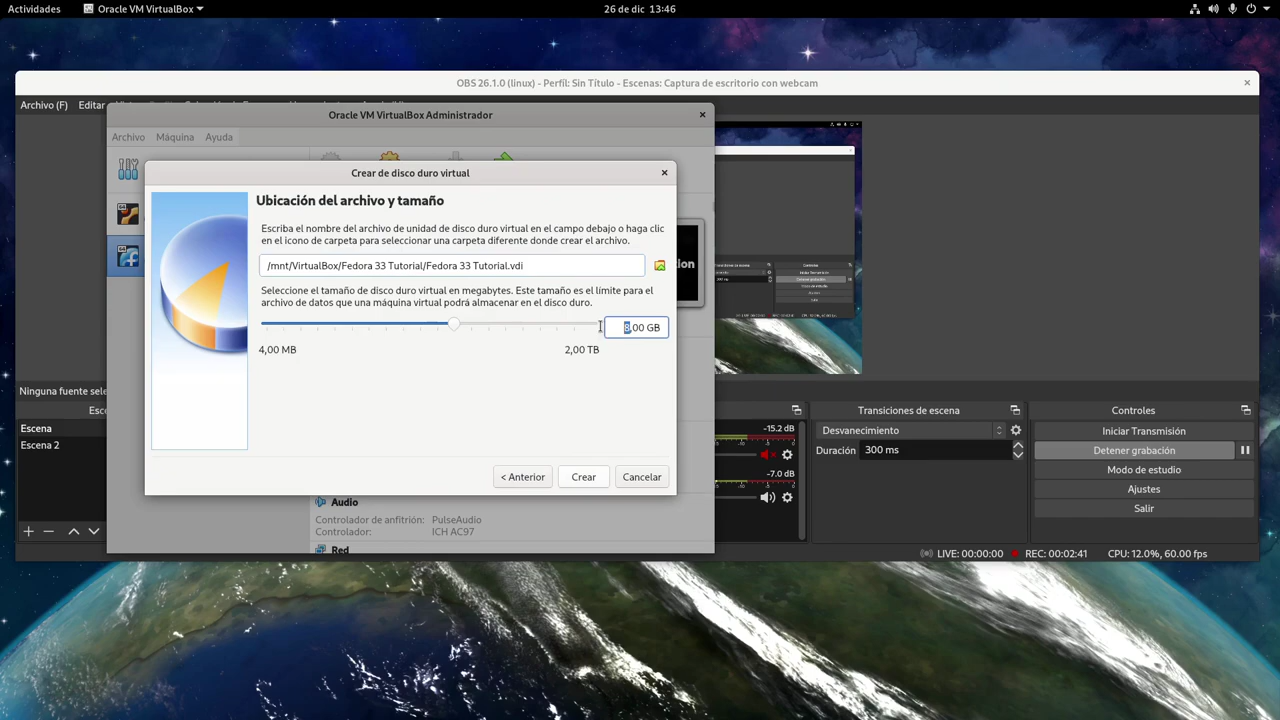 Actividades
Oracle VM VirtualBox
26 de dic 13:46
OBS 26.1.0 (linux) - Perfil: Sin Título - Escenas: Captura de escritorio con webcam
Archivo (F)
Editar
Oracle VM VirtualBox Administrador
Archivo
Máquina
Ayuda
Crear de disco duro virtual
Ubicación del archivo y tamaño
Escriba el nombre del archivo de unidad de disco duro virtual en el campo debajo o haga clic
en el icono de carpeta para seleccionar una carpeta diferente donde crear el archivo.
/mnt/VirtualBox/Fedora 33 Tutorial/Fedora 33 Tutorial.vdi
Seleccione el tamaño de disco duro virtual en megabytes. Este tamaño es el límite para el
archivo de datos que una máquina virtual podrá almacenar en el disco duro.
8,00 GB
4,00 MB
2,00 TB
< Anterior
Crear
Cancelar
Audio
Controlador de anfitrión: PulseAudio
Controlador: ICH AC97
Red
Ninguna fuente sele
Esce
Escena
Escena 2
-15.2 dB
-7.0 dB
Transiciones de escena
Desvanecimiento
Duración
300 ms
Controles
Iniciar Transmisión
Detener grabación
Modo de estudio
Ajustes
Salir
LIVE: 00:00:00
REC: 00:02:41
CPU: 12.0%, 60.00 fps